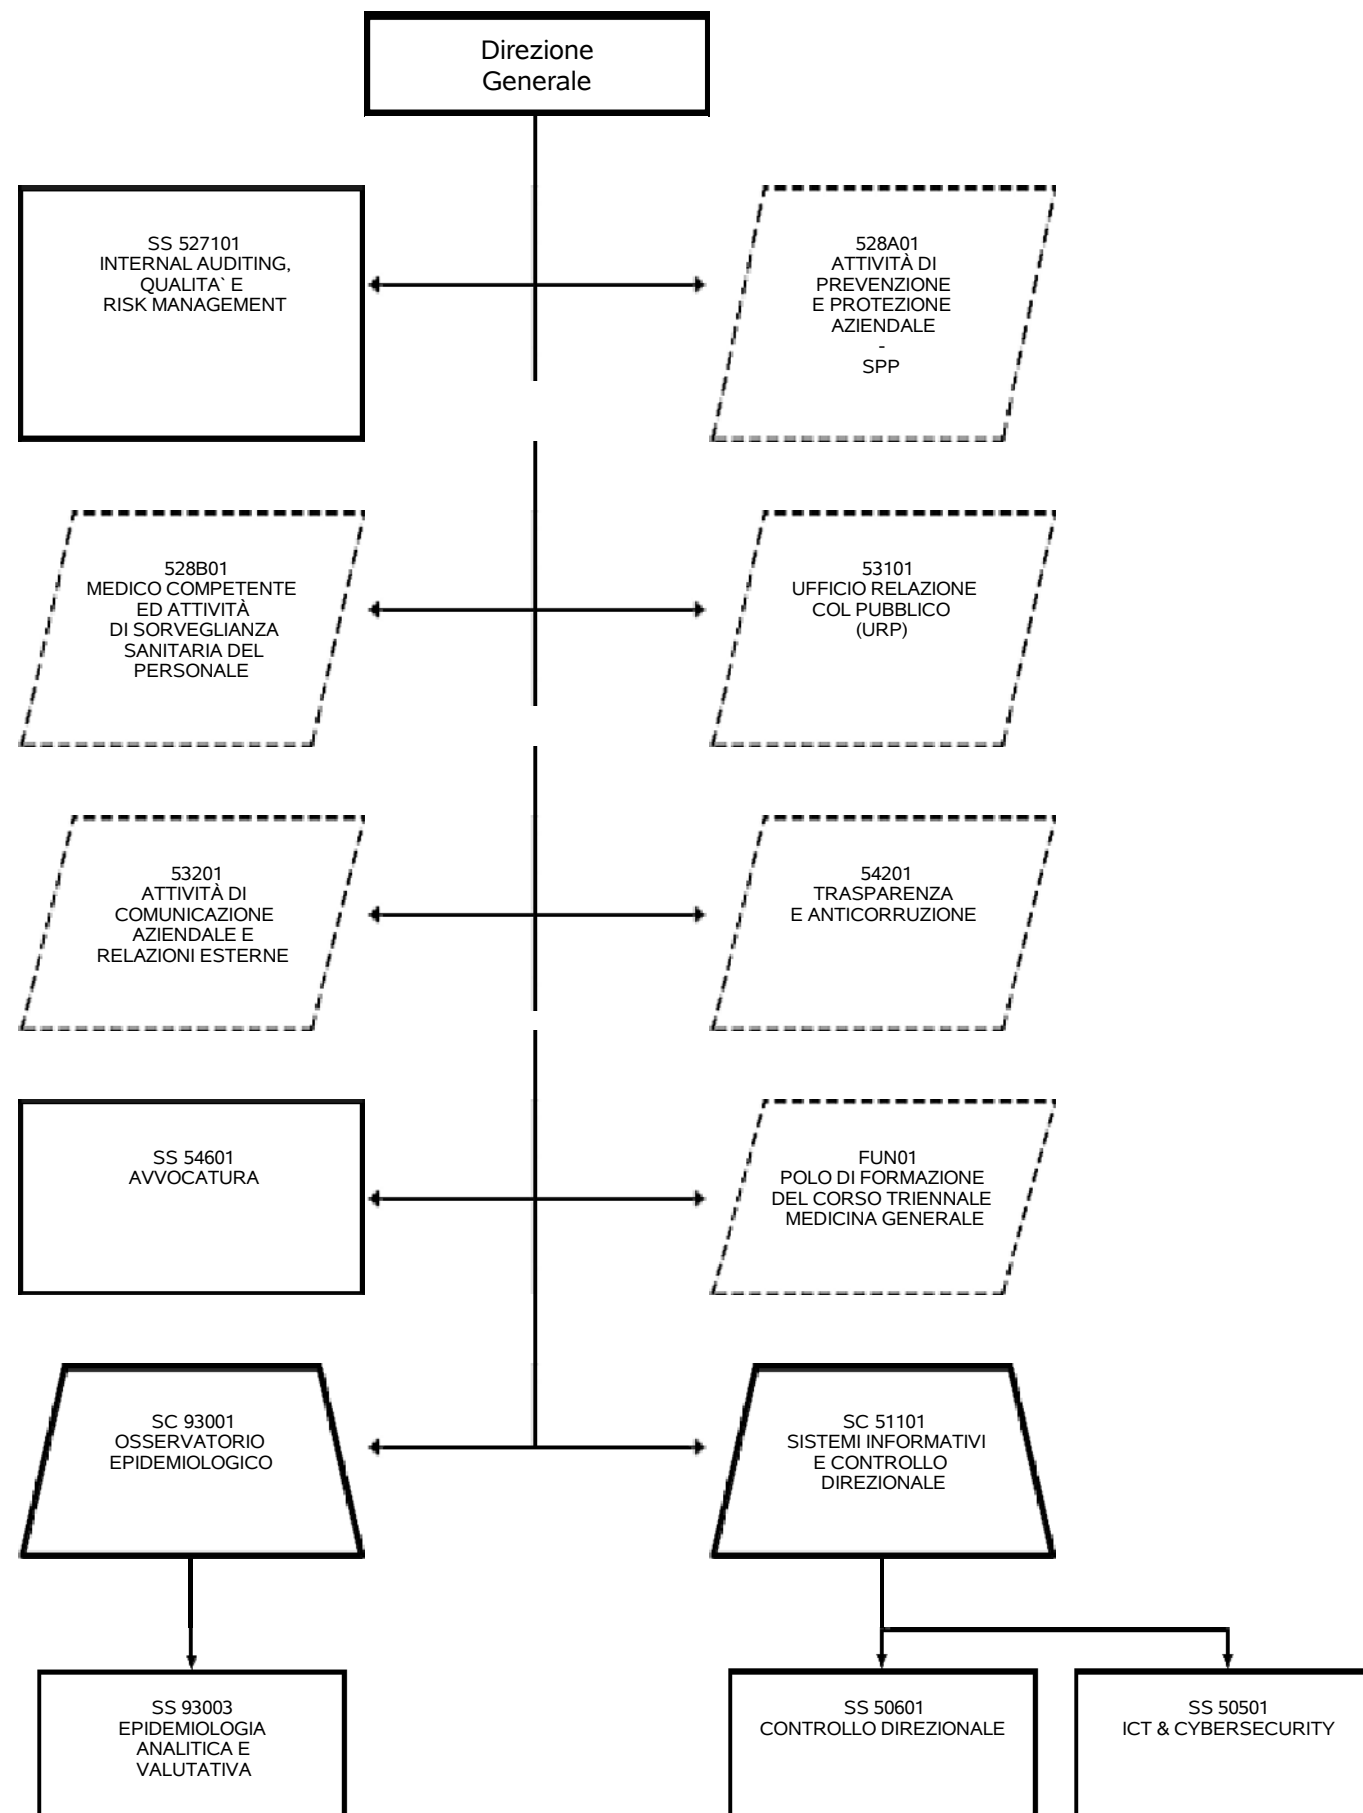 Direzione
Generale
SS 527101
INTERNAL AUDITING,
QUALITA` E
RISK MANAGEMENT
528A01
ATTIVITÀ DI
PREVENZIONE
E PROTEZIONE
AZIENDALE
-
SPP
528B01
MEDICO COMPETENTE
ED ATTIVITÀ
DI SORVEGLIANZA
SANITARIA DEL
PERSONALE
53101
UFFICIO RELAZIONE
COL PUBBLICO
(URP)
53201
ATTIVITÀ DI
COMUNICAZIONE
AZIENDALE E
RELAZIONI ESTERNE
54201
TRASPARENZA
E ANTICORRUZIONE
SS 54601
AVVOCATURA
FUN01
POLO DI FORMAZIONE
DEL CORSO TRIENNALE
MEDICINA GENERALE
SC 93001
OSSERVATORIO
EPIDEMIOLOGICO
SC 51101
SISTEMI INFORMATIVI
E CONTROLLO
DIREZIONALE
SS 93003
EPIDEMIOLOGIA
ANALITICA E
VALUTATIVA
SS 50601
CONTROLLO DIREZIONALE
SS 50501
ICT & CYBERSECURITY